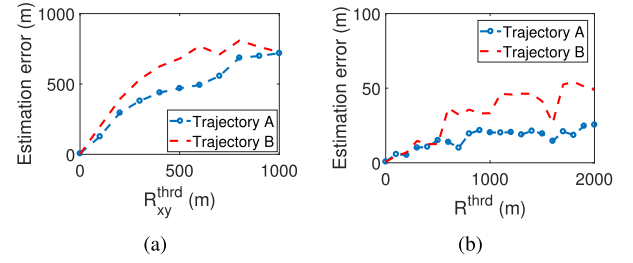 Estimation error (m)
1000
500
0
0
500
1000
Trajectory A
Trajectory B
R_xy^thrd (m)
(a)
Estimation error (m)
100
50
0
0
1000
2000
Trajectory A
Trajectory B
R^thrd (m)
(b)